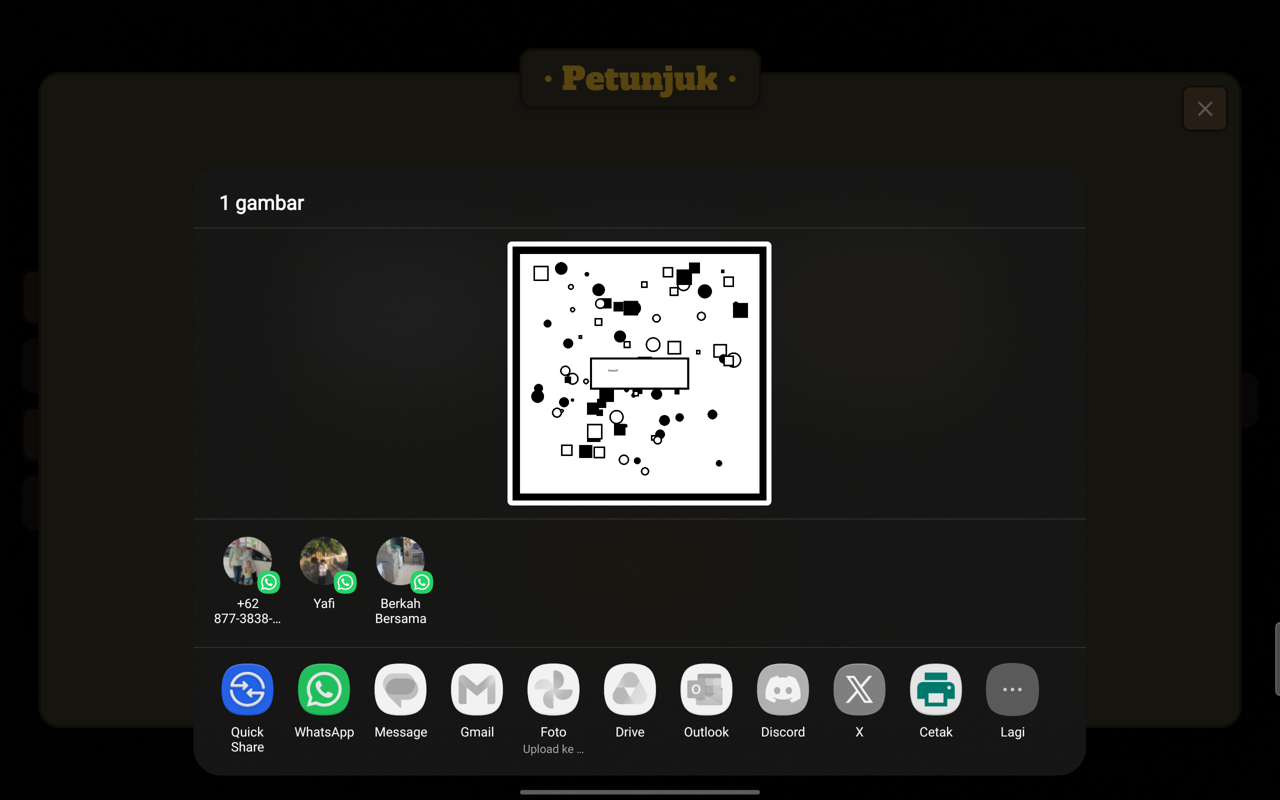 · Petunjuk ·
1 gambar
+62
877-3838-...
Yafi
Berkah
Bersama
Quick
Share
WhatsApp
Message
Gmail
Foto
Upload ke ...
Drive
Outlook
Discord
X
Cetak
Lagi